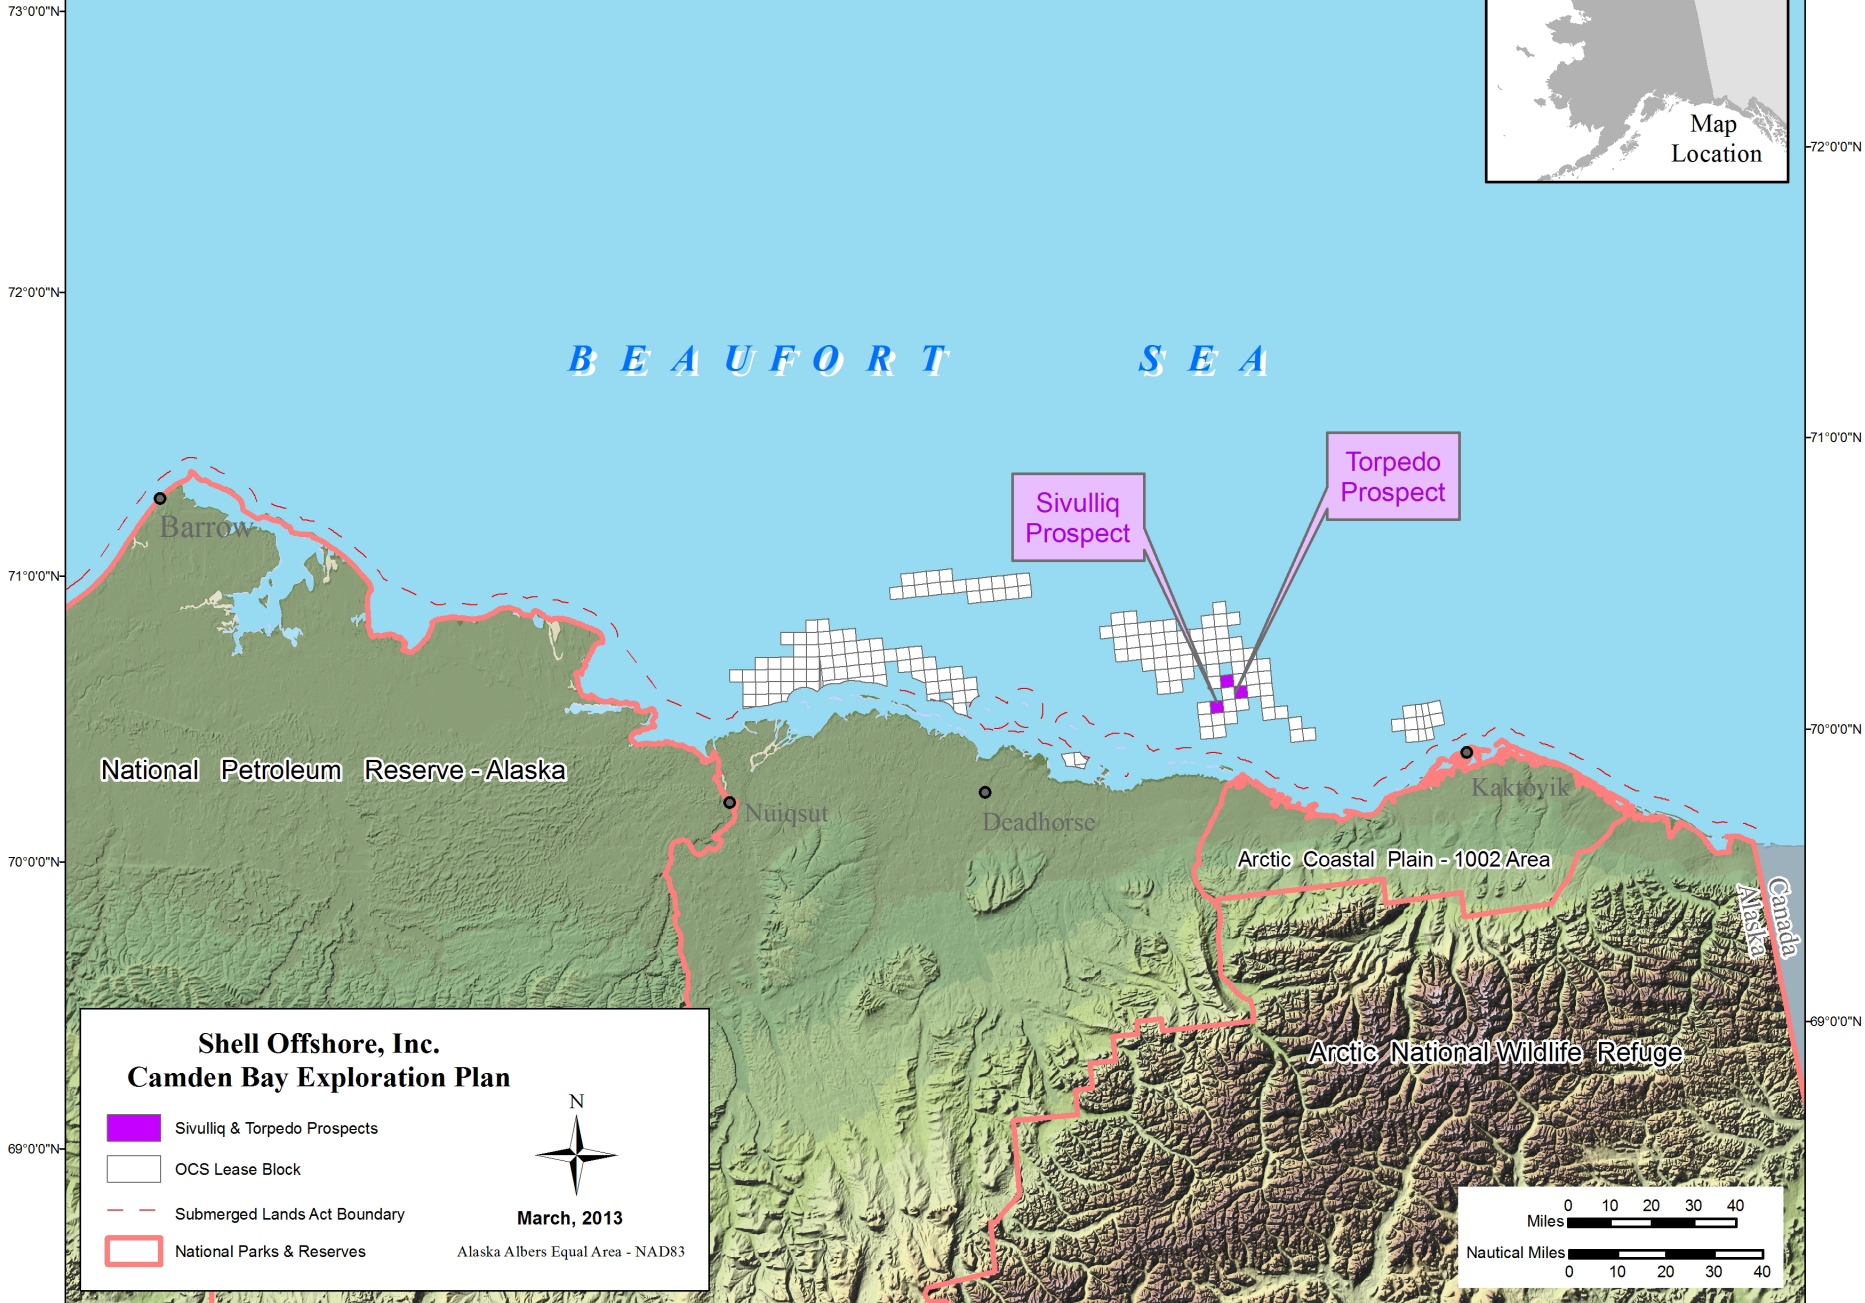 73°0'0"N
72°0'0"N
71°0'0"N
70°0'0"N
69°0'0"N
Map
Location
72°0'0"N
71°0'0"N
70°0'0"N
69°0'0"N
BEAUFORT SEA
Torpedo
Prospect
Sivulliq
Prospect
Barrow
National Petroleum Reserve - Alaska
Nuiqsut
Deadhorse
Kaktovik
Arctic Coastal Plain - 1002 Area
Canada
Alaska
Arctic National Wildlife Refuge
Shell Offshore, Inc.
Camden Bay Exploration Plan
Sivulliq & Torpedo Prospects
OCS Lease Block
Submerged Lands Act Boundary
National Parks & Reserves
N
March, 2013
Alaska Albers Equal Area - NAD83
0 10 20 30 40
Miles
Nautical Miles
0 10 20 30 40